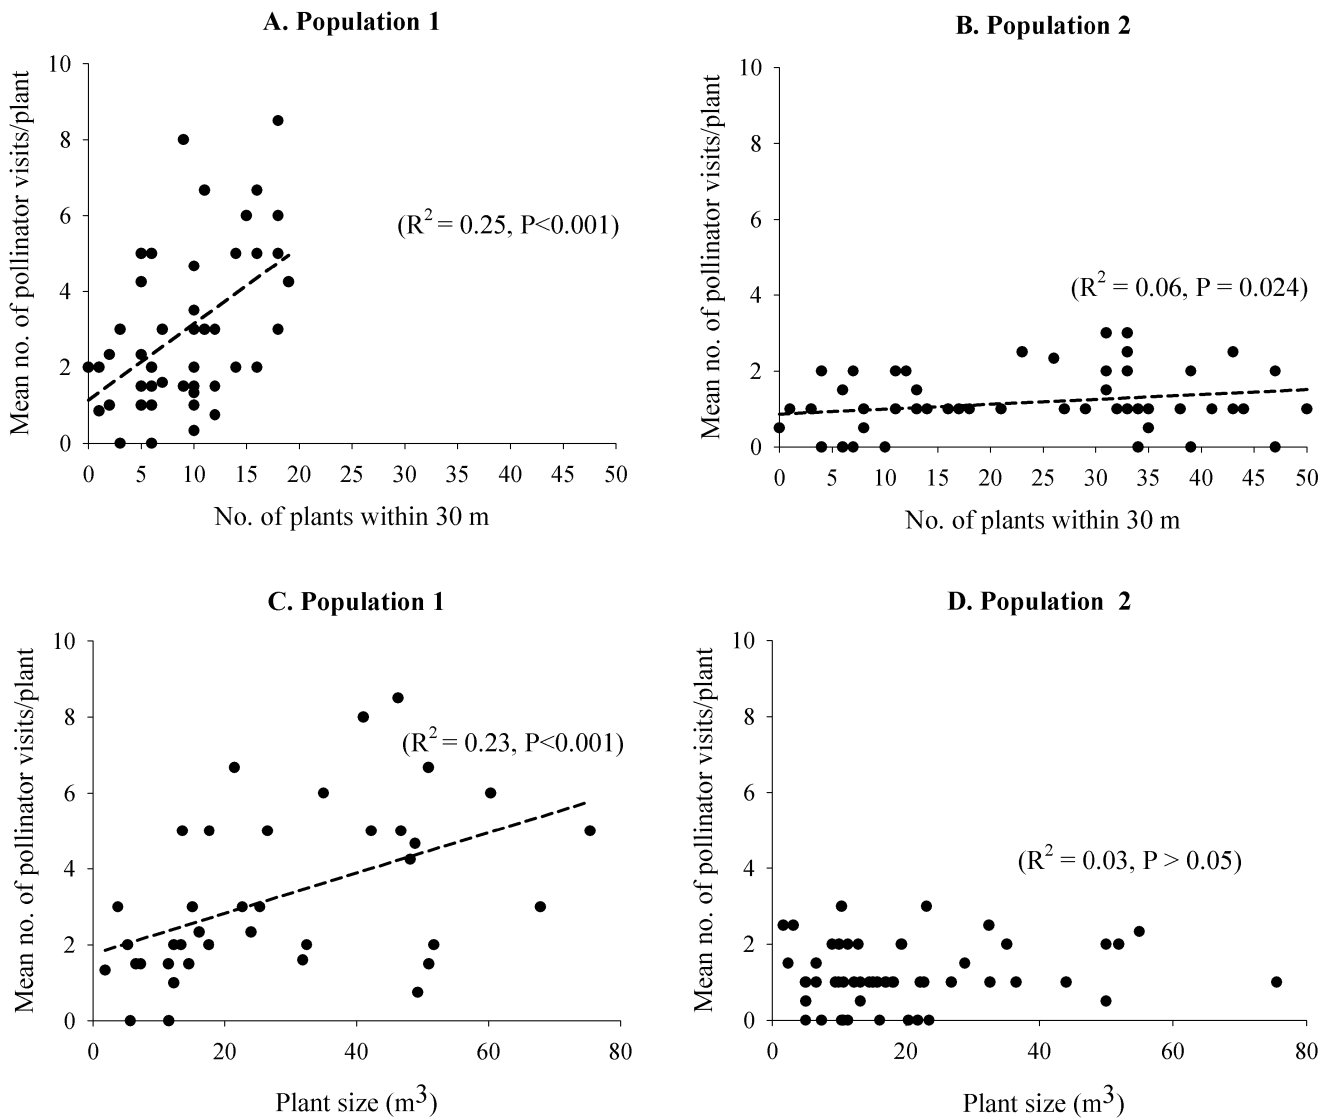 A. Population 1
Mean no. of pollinator visits/plant
10
8
6
4
2
0
(R² = 0.25, P<0.001)
0 5 10 15 20 25 30 35 40 45 50
No. of plants within 30 m
B. Population 2
Mean no. of pollinator visits/plant
10
8
6
4
2
0
(R² = 0.06, P = 0.024)
0 5 10 15 20 25 30 35 40 45 50
No. of plants within 30 m
C. Population 1
Mean no. of pollinator visits/plant
10
8
6
4
2
0
(R² = 0.23, P<0.001)
0 20 40 60 80
Plant size (m³)
D. Population 2
Mean no. of pollinator visits/plant
10
8
6
4
2
0
(R² = 0.03, P > 0.05)
0 20 40 60 80
Plant size (m³)